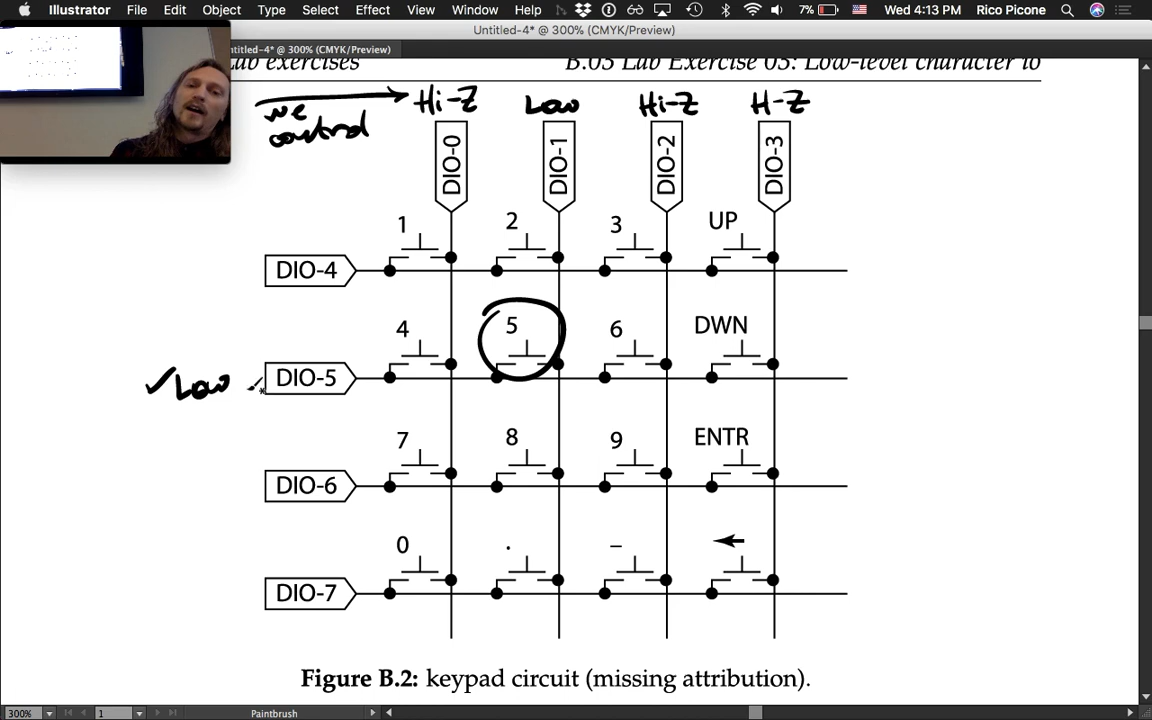 Illustrator File Edit Object Type Select Effect View Window Help 7% Wed 4:13 PM Rico Picone
Untitled-4* @ 300% (CMYK/Preview)
ntitled-4* @ 300% (CMYK/Preview)
Lab exercises B.03 Lab Exercise 03: Low-level character io
we control Hi-Z Low Hi-Z H-Z
DIO-0 DIO-1 DIO-2 DIO-3
1 2 3 UP
DIO-4
4 5 6 DWN
Low DIO-5
7 8 9 ENTR
DIO-6
0 . –
DIO-7
Figure B.2: keypad circuit (missing attribution).
300% 1 Paintbrush